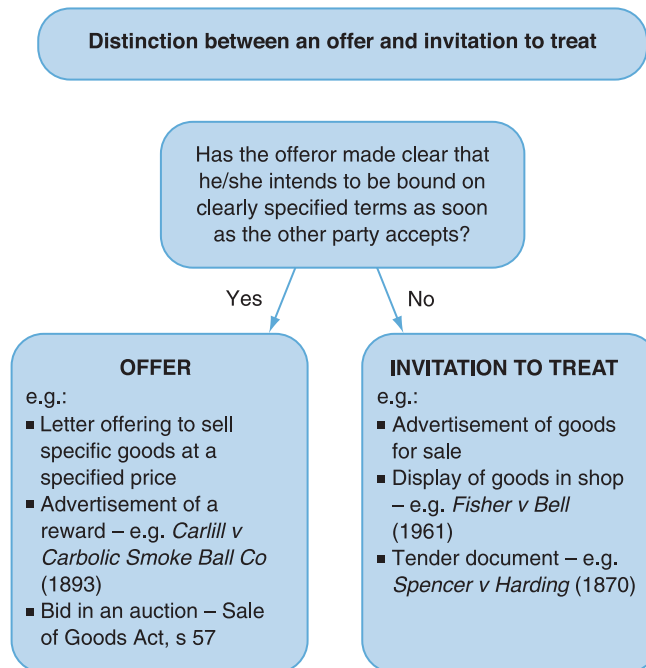 Distinction between an offer and invitation to treat
Has the offeror made clear that
he/she intends to be bound on
clearly specified terms as soon
as the other party accepts?
Yes
No
OFFER
e.g.:
▪ Letter offering to sell
specific goods at a
specified price
▪ Advertisement of a
reward – e.g. Carlill v
Carbolic Smoke Ball Co
(1893)
▪ Bid in an auction – Sale
of Goods Act, s 57
INVITATION TO TREAT
e.g.:
▪ Advertisement of goods
for sale
▪ Display of goods in shop
– e.g. Fisher v Bell
(1961)
▪ Tender document – e.g.
Spencer v Harding (1870)